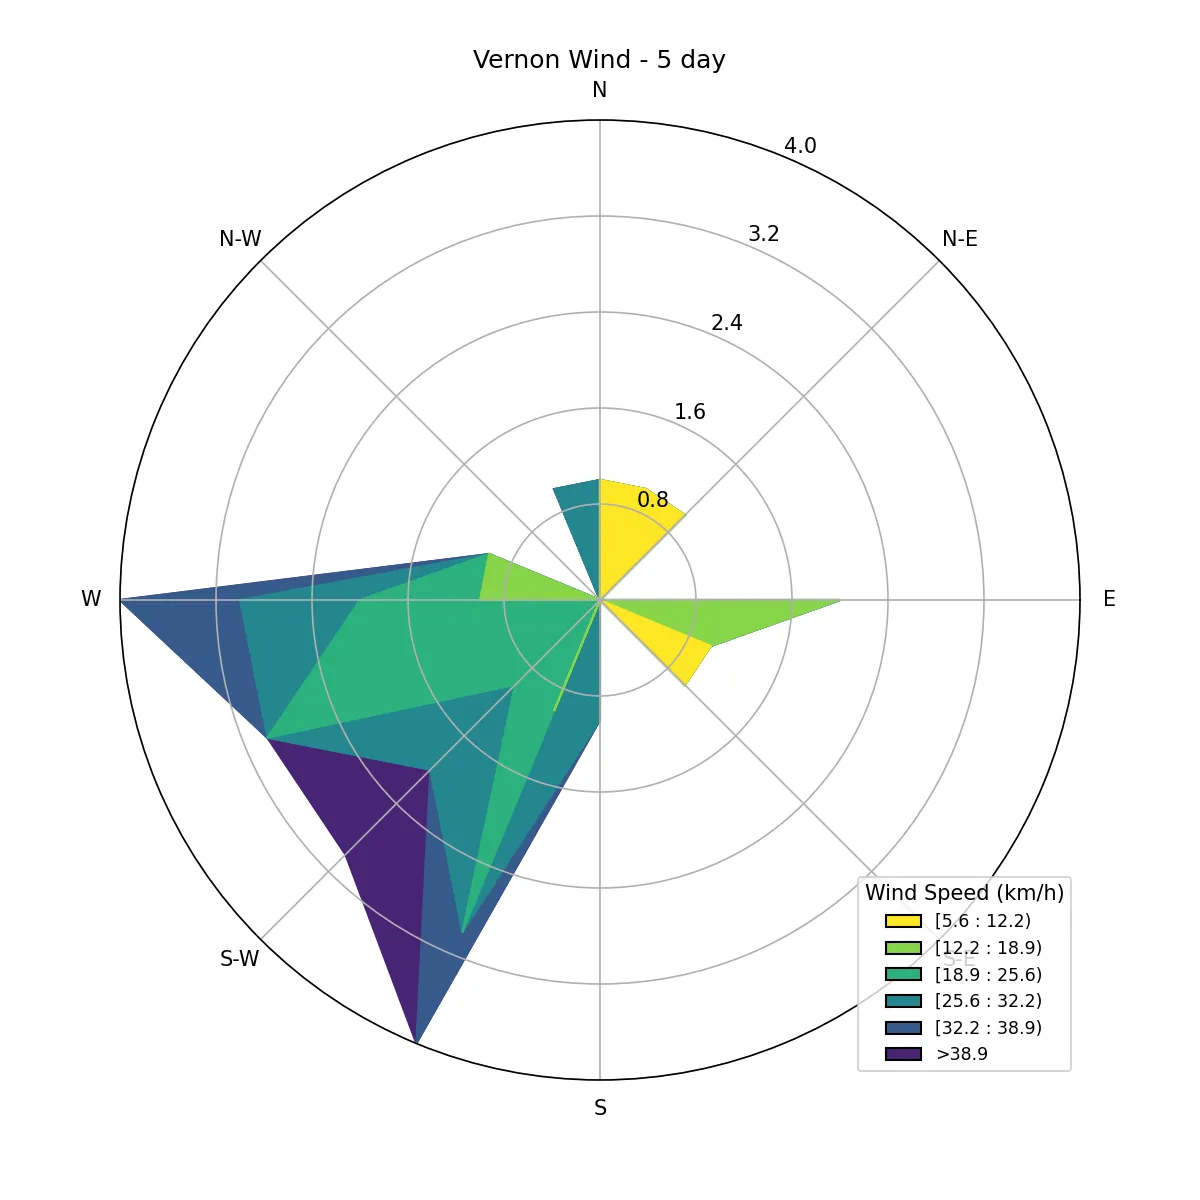 Vernon Wind - 5 day
N
4.0
N-W
3.2
N-E
2.4
1.6
0.8
W
E
S-W
S-E
S
Wind Speed (km/h)
[5.6 : 12.2)
[12.2 : 18.9)
[18.9 : 25.6)
[25.6 : 32.2)
[32.2 : 38.9)
>38.9